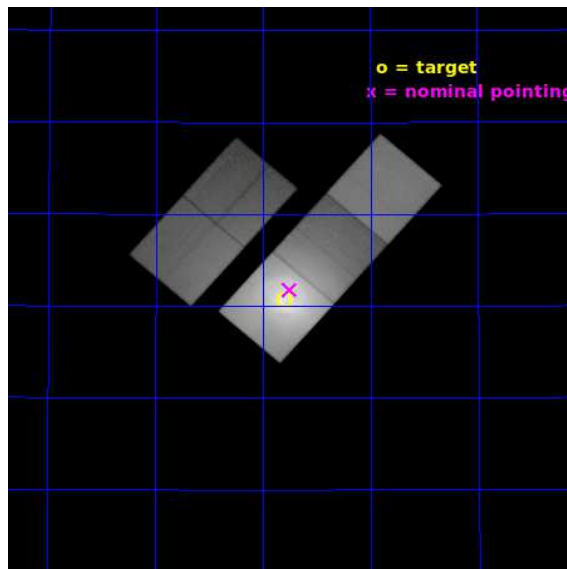 o = target
x = nominal pointing